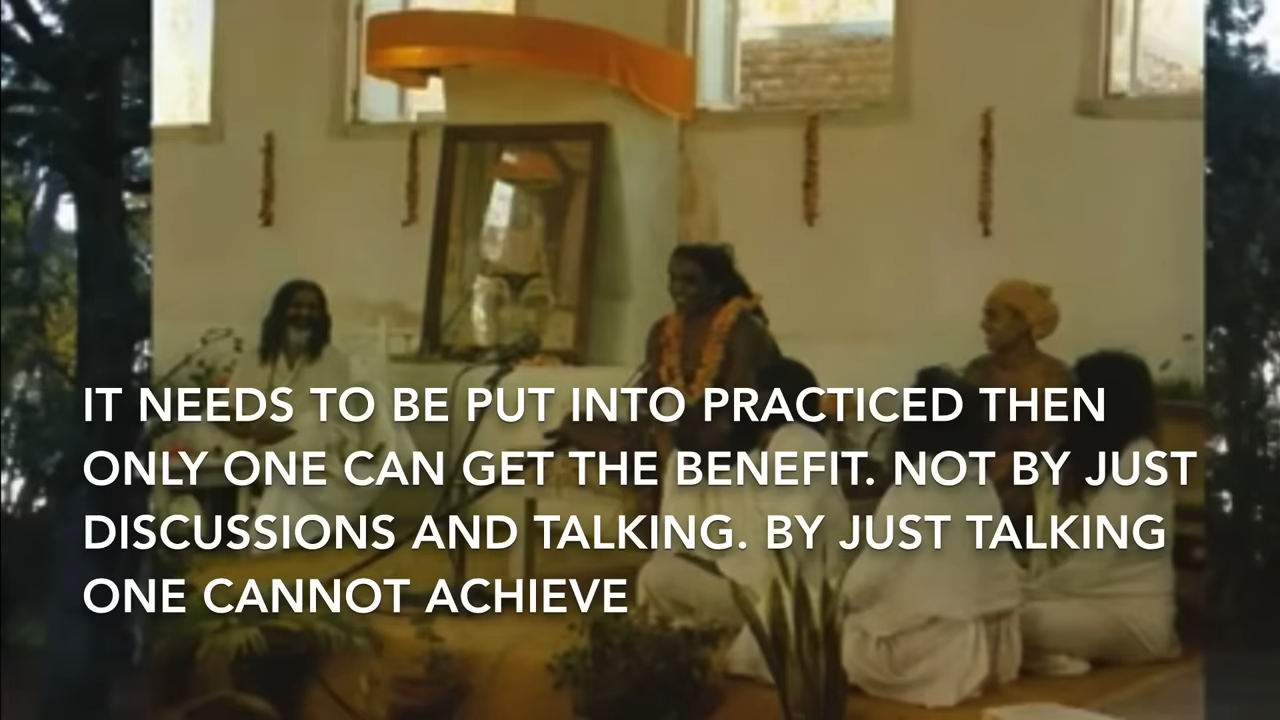 IT NEEDS TO BE PUT INTO PRACTICED THEN
ONLY ONE CAN GET THE BENEFIT. NOT BY JUST
DISCUSSIONS AND TALKING. BY JUST TALKING
ONE CANNOT ACHIEVE